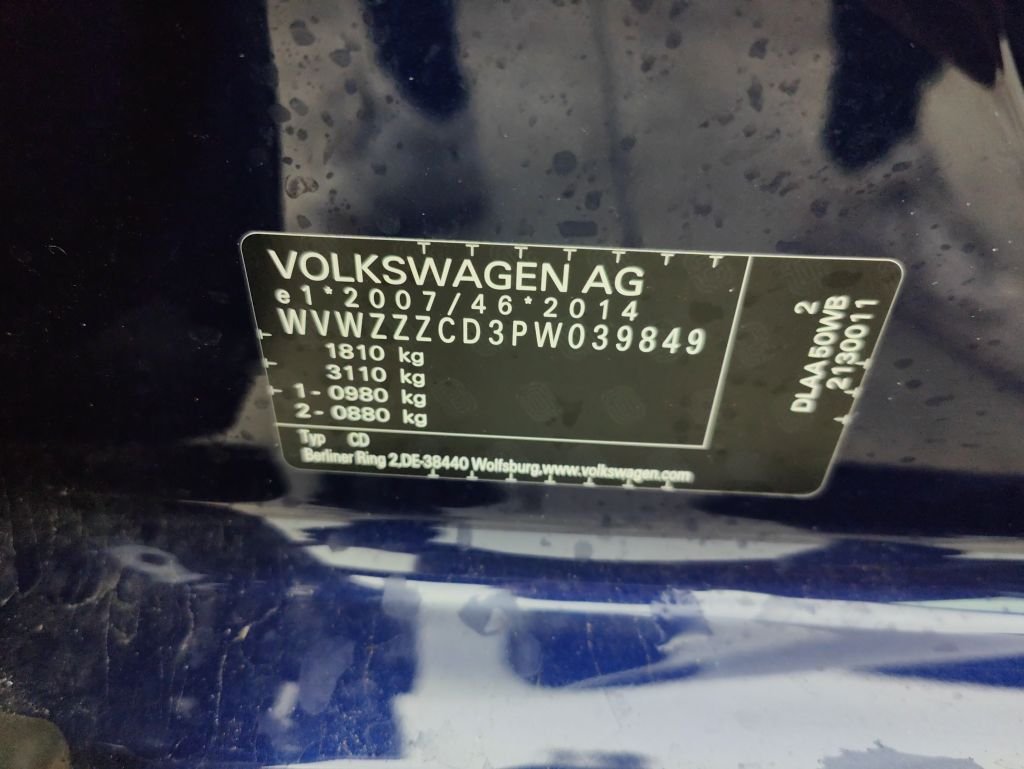 VOLKSWAGEN AG
e1*2007/46*2014
WVWZZZCD3PW039849
1810 kg
3110 kg
1- 0980 kg
2- 0880 kg
Typ CD
Berliner Ring 2,DE-38440 Wolfsburg,www.volkswagen.com
2
DLAA50WB
2130011